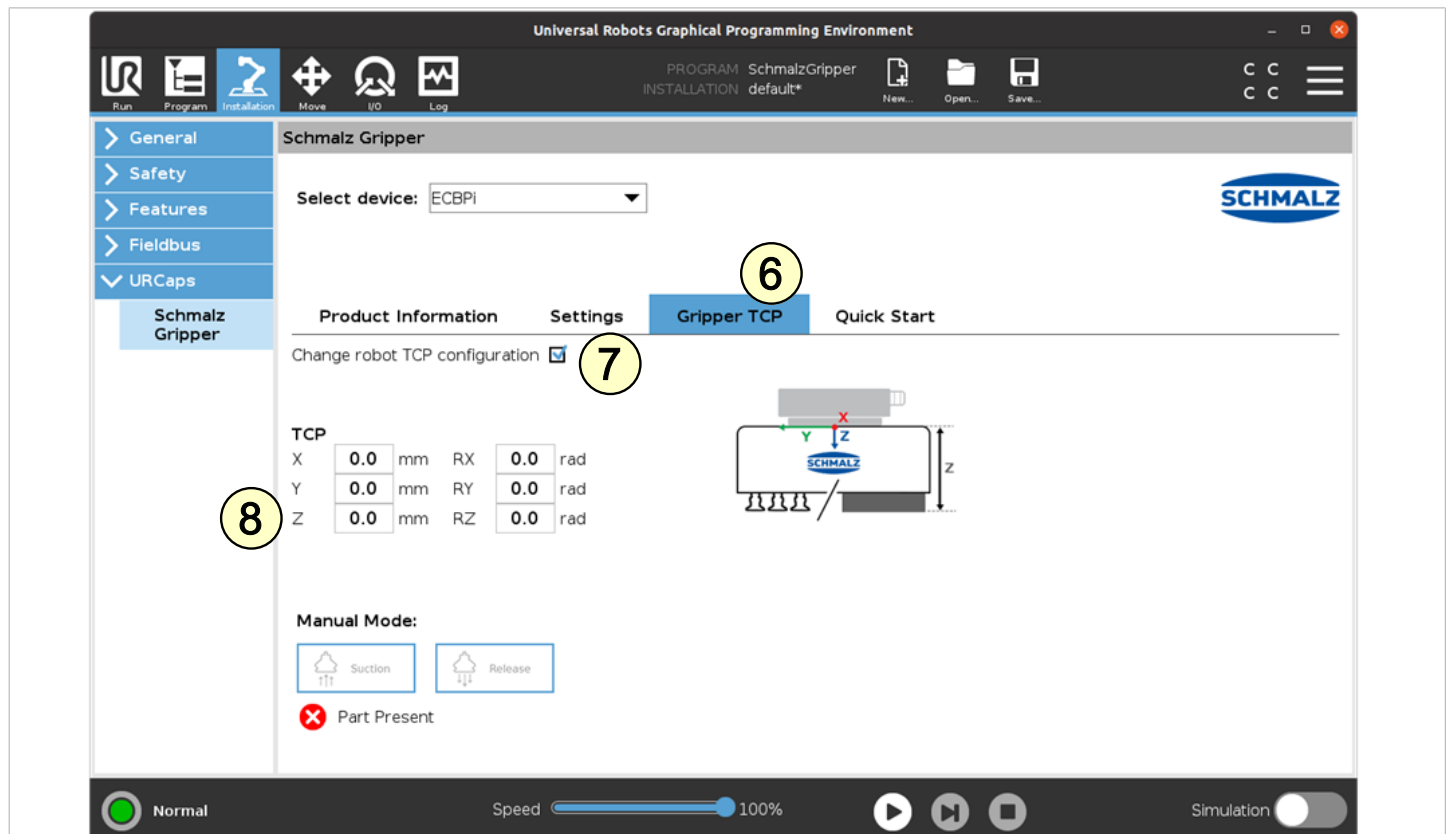 Universal Robots Graphical Programming Environment
PROGRAM SchmalzGripper
INSTALLATION default*
Run Program Installation Move I/O Log New... Open... Save...
C C
C C
General
Safety
Features
Fieldbus
URCaps
Schmalz
Gripper
Schmalz Gripper
Select device: ECBPi
SCHMALZ
6
Product Information Settings Gripper TCP Quick Start
Change robot TCP configuration
7
TCP
X 0.0 mm RX 0.0 rad
Y 0.0 mm RY 0.0 rad
Z 0.0 mm RZ 0.0 rad
8
X
Y Z
SCHMALZ
Z
Manual Mode:
Suction Release
Part Present
Normal Speed 100% Simulation